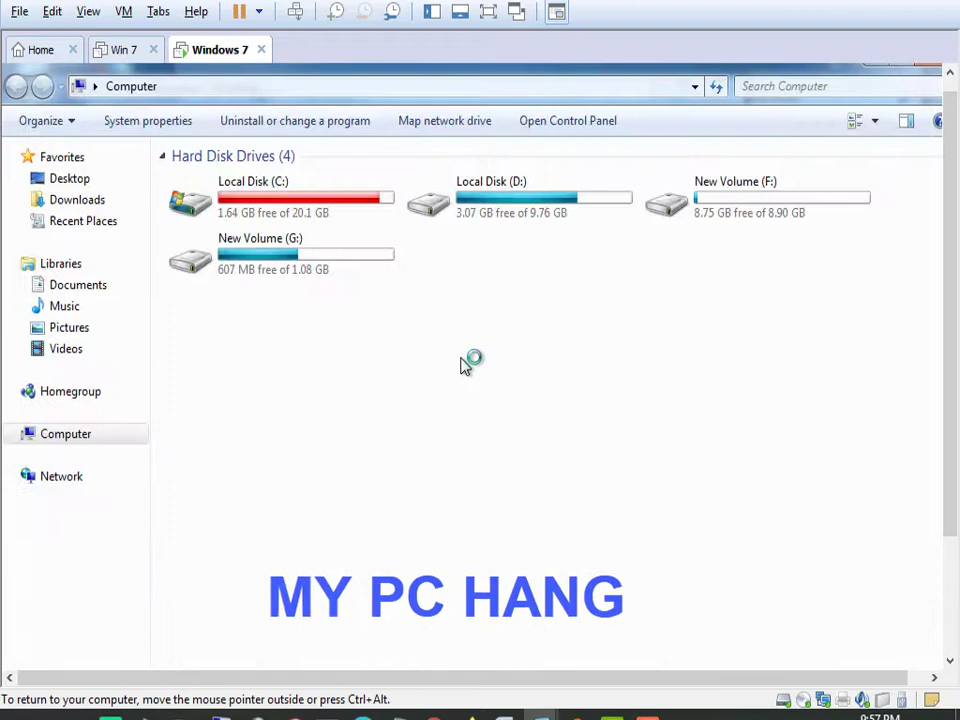 File Edit View VM Tabs Help
Home Win 7 Windows 7
Computer Search Computer
Organize System properties Uninstall or change a program Map network drive Open Control Panel
Favorites
Desktop
Downloads
Recent Places
Libraries
Documents
Music
Pictures
Videos
Homegroup
Computer
Network
Hard Disk Drives (4)
Local Disk (C:)
1.64 GB free of 20.1 GB
Local Disk (D:)
3.07 GB free of 9.76 GB
New Volume (F:)
8.75 GB free of 8.90 GB
New Volume (G:)
607 MB free of 1.08 GB
MY PC HANG
To return to your computer, move the mouse pointer outside or press Ctrl+Alt.
9:57 PM